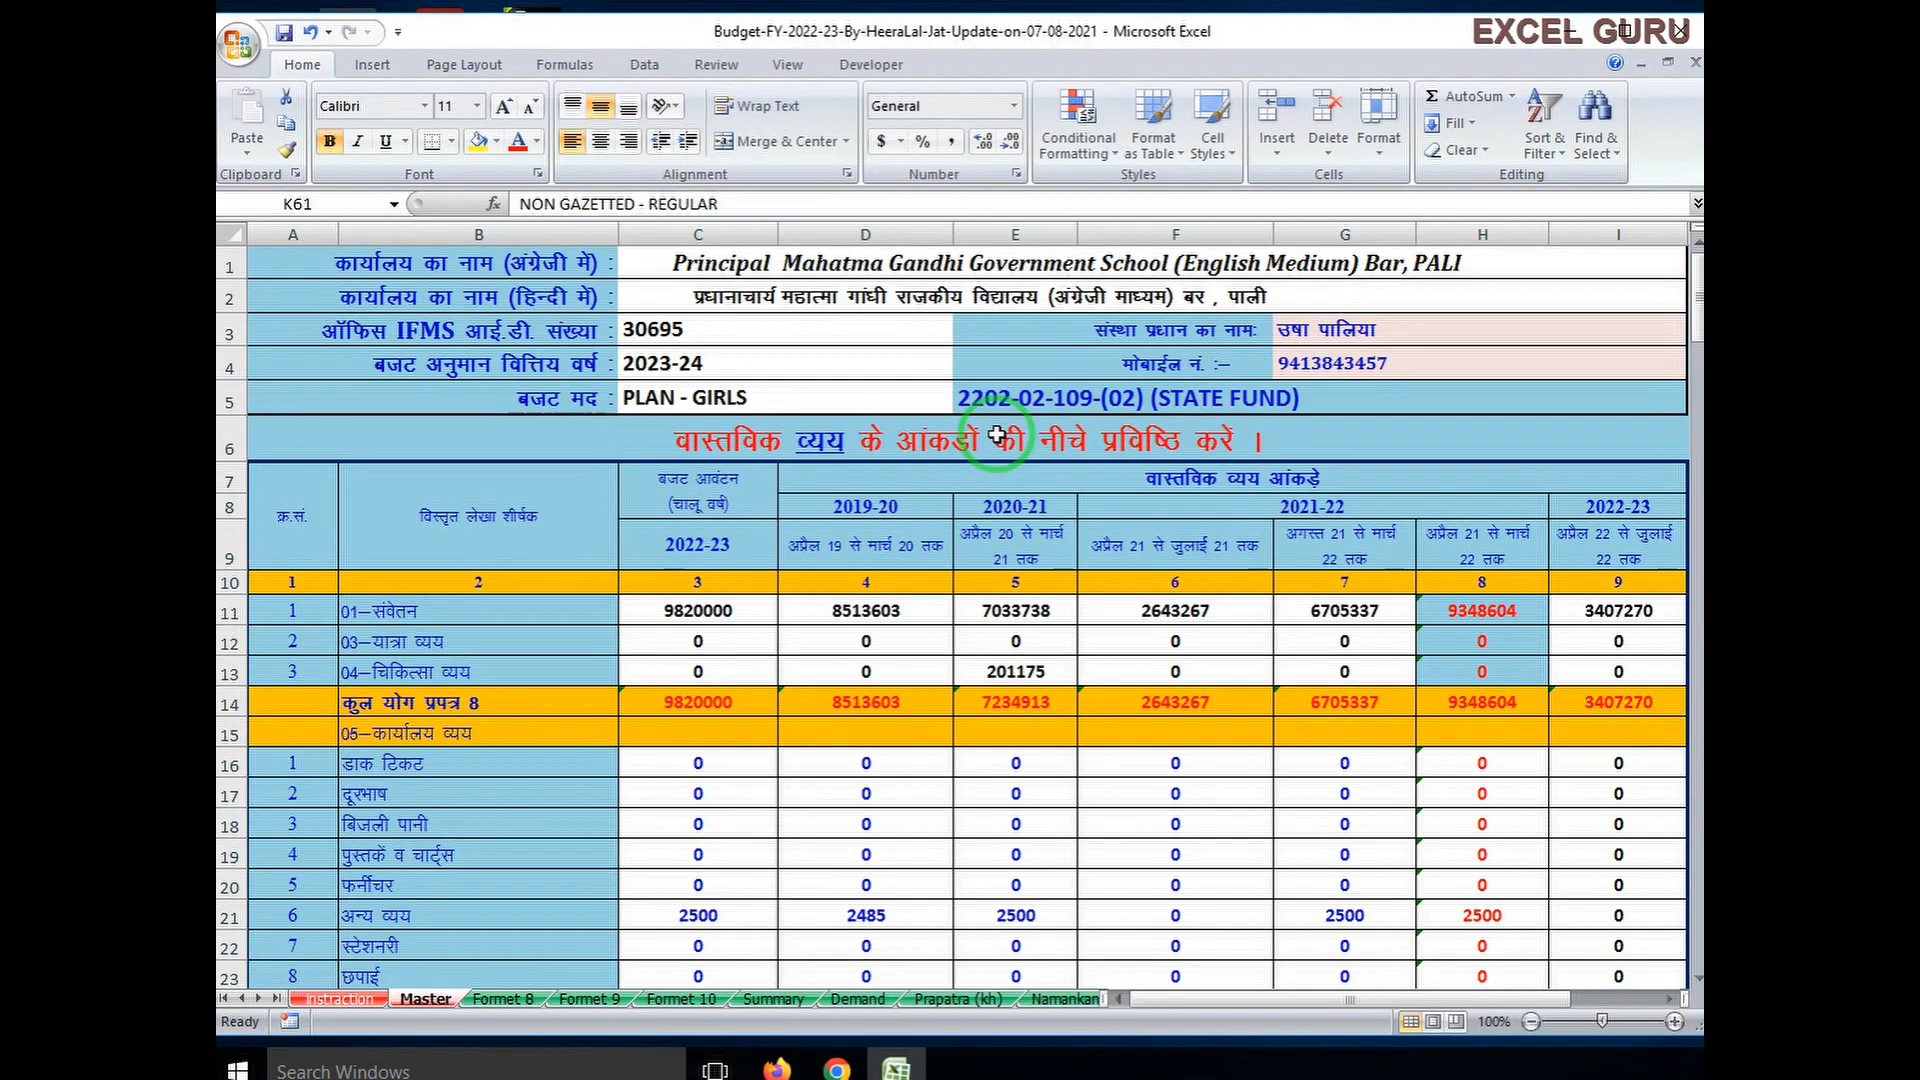 Budget-FY-2022-23-By-HeeraLal-Jat-Update-on-07-08-2021 - Microsoft Excel
EXCEL GURU
Home Insert Page Layout Formulas Data Review View Developer
Calibri 11 Wrap Text General Σ AutoSum
Paste B I U Merge & Center $ % , Conditional Formatting Format as Table Cell Styles Insert Delete Format Fill Clear Sort & Filter Find & Select
Clipboard Font Alignment Number Styles Cells Editing
K61 fx NON GAZETTED - REGULAR
A B C D E F G H I
1 कार्यालय का नाम (अंग्रेजी में) : Principal Mahatma Gandhi Government School (English Medium) Bar, PALI
2 कार्यालय का नाम (हिन्दी में) : प्रधानाचार्य महात्मा गांधी राजकीय विद्यालय (अंग्रेजी माध्यम) बर , पाली
3 ऑफिस IFMS आई.डी. संख्या : 30695 संस्था प्रधान का नाम: उषा पालिया
4 बजट अनुमान वित्तिय वर्ष : 2023-24 मोबाईल नं. :– 9413843457
5 बजट मद : PLAN - GIRLS 2202-02-109-(02) (STATE FUND)
6 वास्तविक व्यय के आंकड़ों की नीचे प्रविष्ठि करें ।
7 क्र.सं. विस्तृत लेखा शीर्षक बजट आवंटन (चालू वर्ष) वास्तविक व्यय आंकड़े
8 2019-20 2020-21 2021-22 2022-23
9 2022-23 अप्रैल 19 से मार्च 20 तक अप्रैल 20 से मार्च 21 तक अप्रैल 21 से जुलाई 21 तक अगस्त 21 से मार्च 22 तक अप्रैल 21 से मार्च 22 तक अप्रैल 22 से जुलाई 22 तक
10 1 2 3 4 5 6 7 8 9
11 1 01–संवेतन 9820000 8513603 7033738 2643267 6705337 9348604 3407270
12 2 03–यात्रा व्यय 0 0 0 0 0 0 0
13 3 04–चिकित्सा व्यय 0 0 201175 0 0 0 0
14 कुल योग प्रपत्र 8 9820000 8513603 7234913 2643267 6705337 9348604 3407270
15 05–कार्यालय व्यय
16 1 डाक टिकट 0 0 0 0 0 0 0
17 2 दूरभाष 0 0 0 0 0 0 0
18 3 बिजली पानी 0 0 0 0 0 0 0
19 4 पुस्तकें व चार्ट्स 0 0 0 0 0 0 0
20 5 फर्नीचर 0 0 0 0 0 0 0
21 6 अन्य व्यय 2500 2485 2500 0 2500 2500 0
22 7 स्टेशनरी 0 0 0 0 0 0 0
23 8 छपाई 0 0 0 0 0 0 0
instraction Master Formet 8 Formet 9 Formet 10 Summary Demand Prapatra (kh) Namankan
Ready 100%
Search Windows